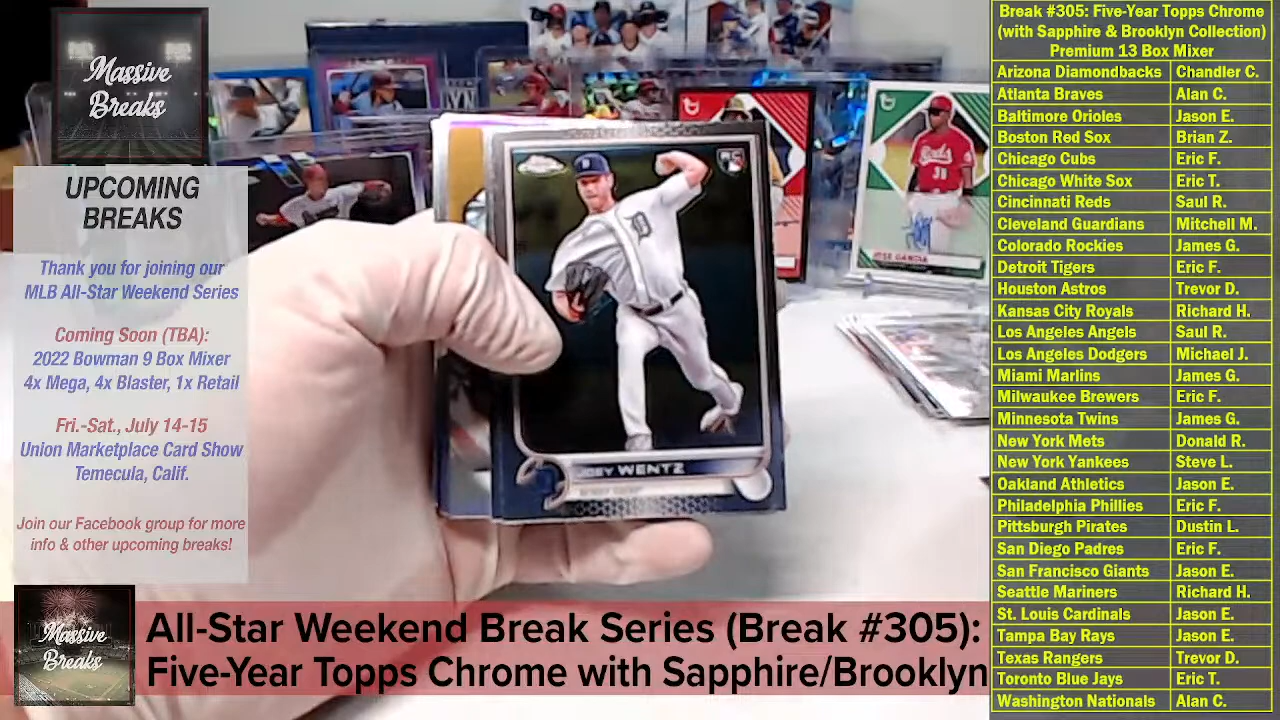 Massive
Breaks
UPCOMING
BREAKS
Thank you for joining our
MLB All-Star Weekend Series
Coming Soon (TBA):
2022 Bowman 9 Box Mixer
4x Mega, 4x Blaster, 1x Retail
Fri.-Sat., July 14-15
Union Marketplace Card Show
Temecula, Calif.
Join our Facebook group for more
info & other upcoming breaks!
JOEY WENTZ
Reds
JOSE GARCIA
Massive
Breaks
All-Star Weekend Break Series (Break #305):
Five-Year Topps Chrome with Sapphire/Brooklyn
Break #305: Five-Year Topps Chrome
(with Sapphire & Brooklyn Collection)
Premium 13 Box Mixer
Arizona Diamondbacks Chandler C.
Atlanta Braves Alan C.
Baltimore Orioles Jason E.
Boston Red Sox Brian Z.
Chicago Cubs Eric F.
Chicago White Sox Eric T.
Cincinnati Reds Saul R.
Cleveland Guardians Mitchell M.
Colorado Rockies James G.
Detroit Tigers Eric F.
Houston Astros Trevor D.
Kansas City Royals Richard H.
Los Angeles Angels Saul R.
Los Angeles Dodgers Michael J.
Miami Marlins James G.
Milwaukee Brewers Eric F.
Minnesota Twins James G.
New York Mets Donald R.
New York Yankees Steve L.
Oakland Athletics Jason E.
Philadelphia Phillies Eric F.
Pittsburgh Pirates Dustin L.
San Diego Padres Eric F.
San Francisco Giants Jason E.
Seattle Mariners Richard H.
St. Louis Cardinals Jason E.
Tampa Bay Rays Jason E.
Texas Rangers Trevor D.
Toronto Blue Jays Eric T.
Washington Nationals Alan C.